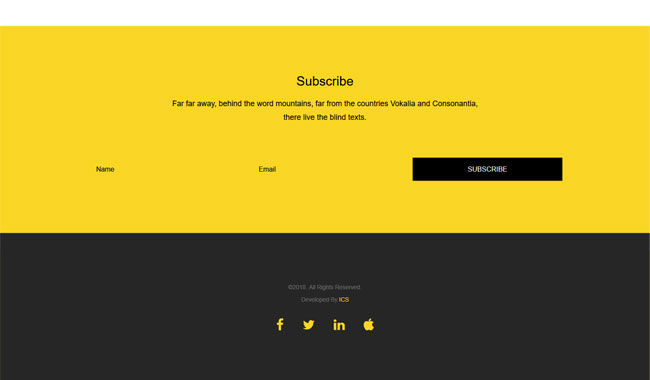 Subscribe
Far far away, behind the word mountains, far from the countries Vokalia and Consonantia,
there live the blind texts.
Name
Email
SUBSCRIBE
©2018. All Rights Reserved.
Developed By ICS